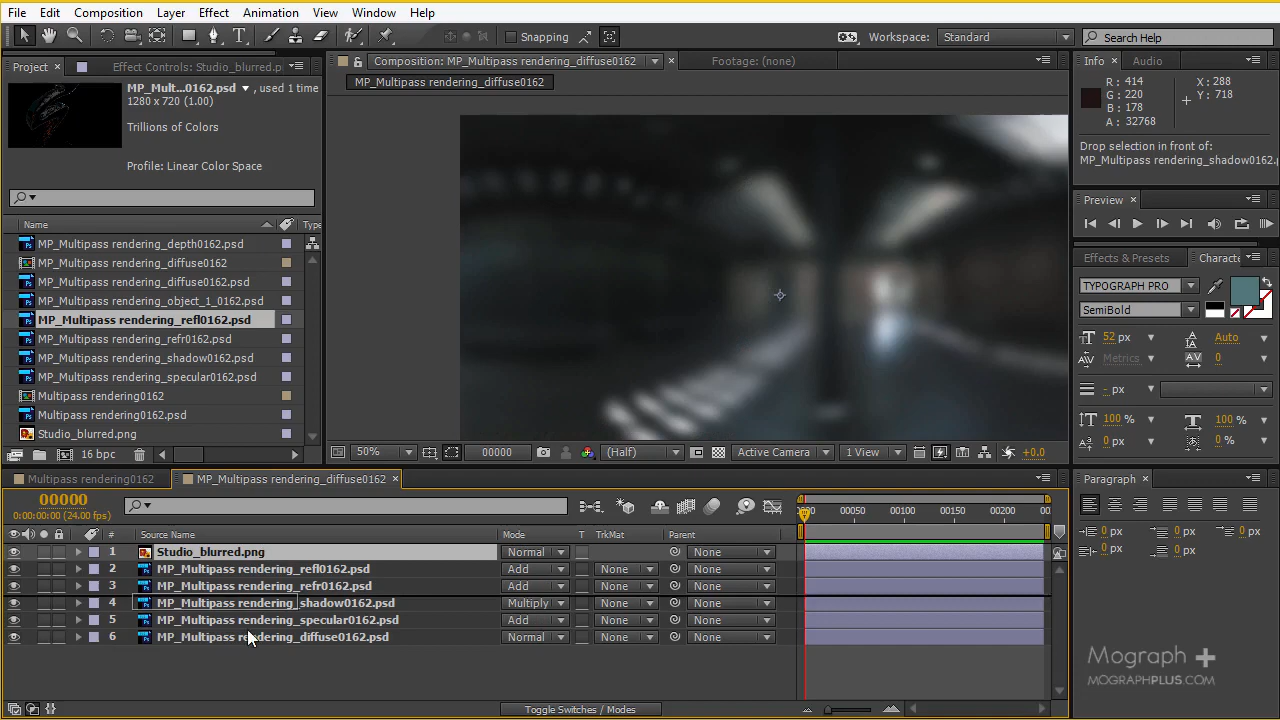 File Edit Composition Layer Effect Animation View Window Help
Snapping Workspace: Standard Search Help
Project × Effect Controls: Studio_blurred.p
MP_Mult...0162.psd ▼, used 1 time
1280 x 720 (1.00)
Trillions of Colors
Profile: Linear Color Space
Name Type
MP_Multipass rendering_depth0162.psd
MP_Multipass rendering_diffuse0162
MP_Multipass rendering_diffuse0162.psd
MP_Multipass rendering_object_1_0162.psd
MP_Multipass rendering_refl0162.psd
MP_Multipass rendering_refr0162.psd
MP_Multipass rendering_shadow0162.psd
MP_Multipass rendering_specular0162.psd
Multipass rendering0162
Multipass rendering0162.psd
Studio_blurred.png
16 bpc
Composition: MP_Multipass rendering_diffuse0162 × Footage: (none)
MP_Multipass rendering_diffuse0162
50% 00000 (Half) Active Camera 1 View +0.0
Info × Audio
R: 414 X: 288
G: 220 Y: 718
B: 178
A: 32768
Drop selection in front of:
MP_Multipass rendering_shadow0162.p
Preview ×
Effects & Presets Characte
TYPOGRAPH PRO
SemiBold
52 px Auto
Metrics 0
- px
100 % 100 %
0 px 0 %
Paragraph ×
0 px 0 px 0 px
0 px 0 px
Multipass rendering0162 MP_Multipass rendering_diffuse0162 ×
00000
0:00:00:00 (24.00 fps)
0000 00050 00100 00150 00200 00
# Source Name Mode T TrkMat Parent
1 Studio_blurred.png Normal None
2 MP_Multipass rendering_refl0162.psd Add None None
3 MP_Multipass rendering_refr0162.psd Add None None
4 MP_Multipass rendering_shadow0162.psd Multiply None None
5 MP_Multipass rendering_specular0162.psd Add None None
6 MP_Multipass rendering_diffuse0162.psd Normal None None
Toggle Switches / Modes
Mograph +
MOGRAPHPLUS.COM